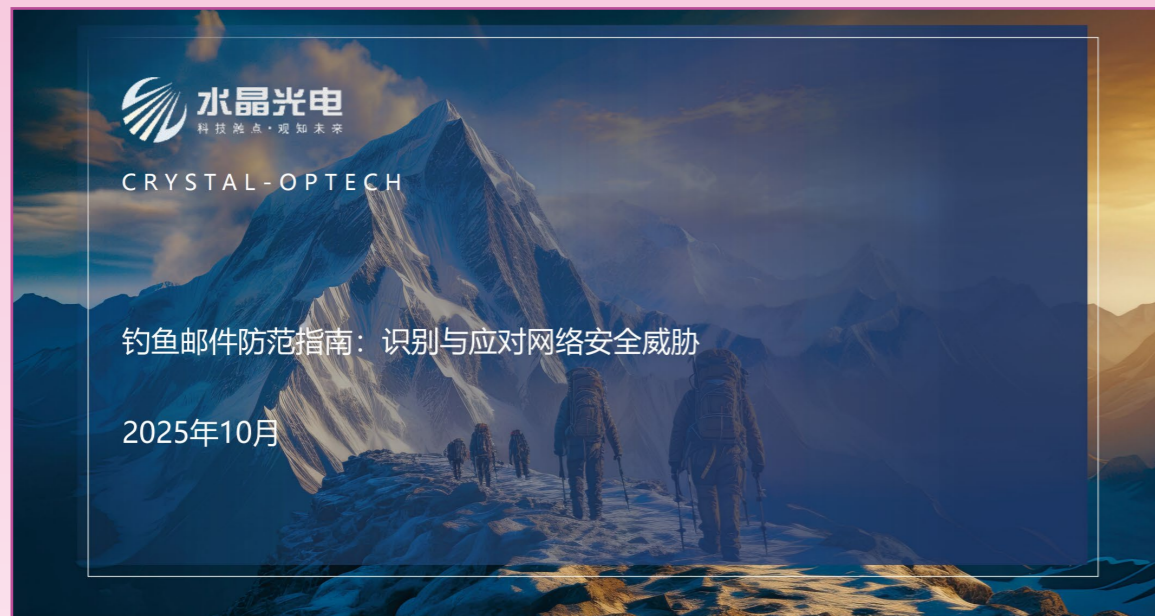 水晶光电
科技触点·观知未来
CRYSTAL-OPTECH
钓鱼邮件防范指南：识别与应对网络安全威胁
2025年10月